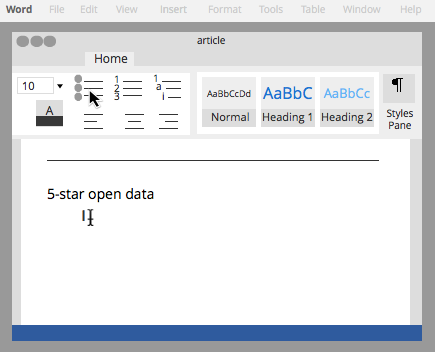 Word File Edit View Insert Format Tools Table Window Help
article
Home
10
1
2
3
1
a
i
A
AaBbCcDd
Normal
AaBbC
Heading 1
AaBbCc
Heading 2
¶
Styles
Pane
5-star open data